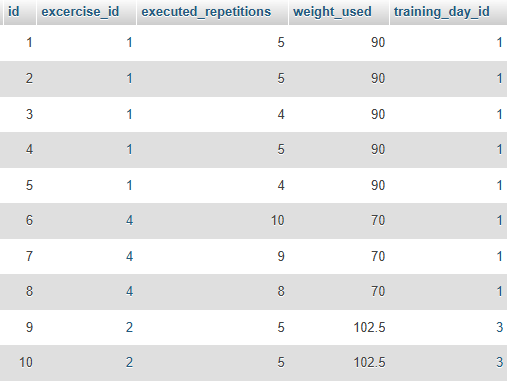 id excercise_id executed_repetitions weight_used training_day_id
1 1 5 90 1
2 1 5 90 1
3 1 4 90 1
4 1 5 90 1
5 1 4 90 1
6 4 10 70 1
7 4 9 70 1
8 4 8 70 1
9 2 5 102.5 3
10 2 5 102.5 3